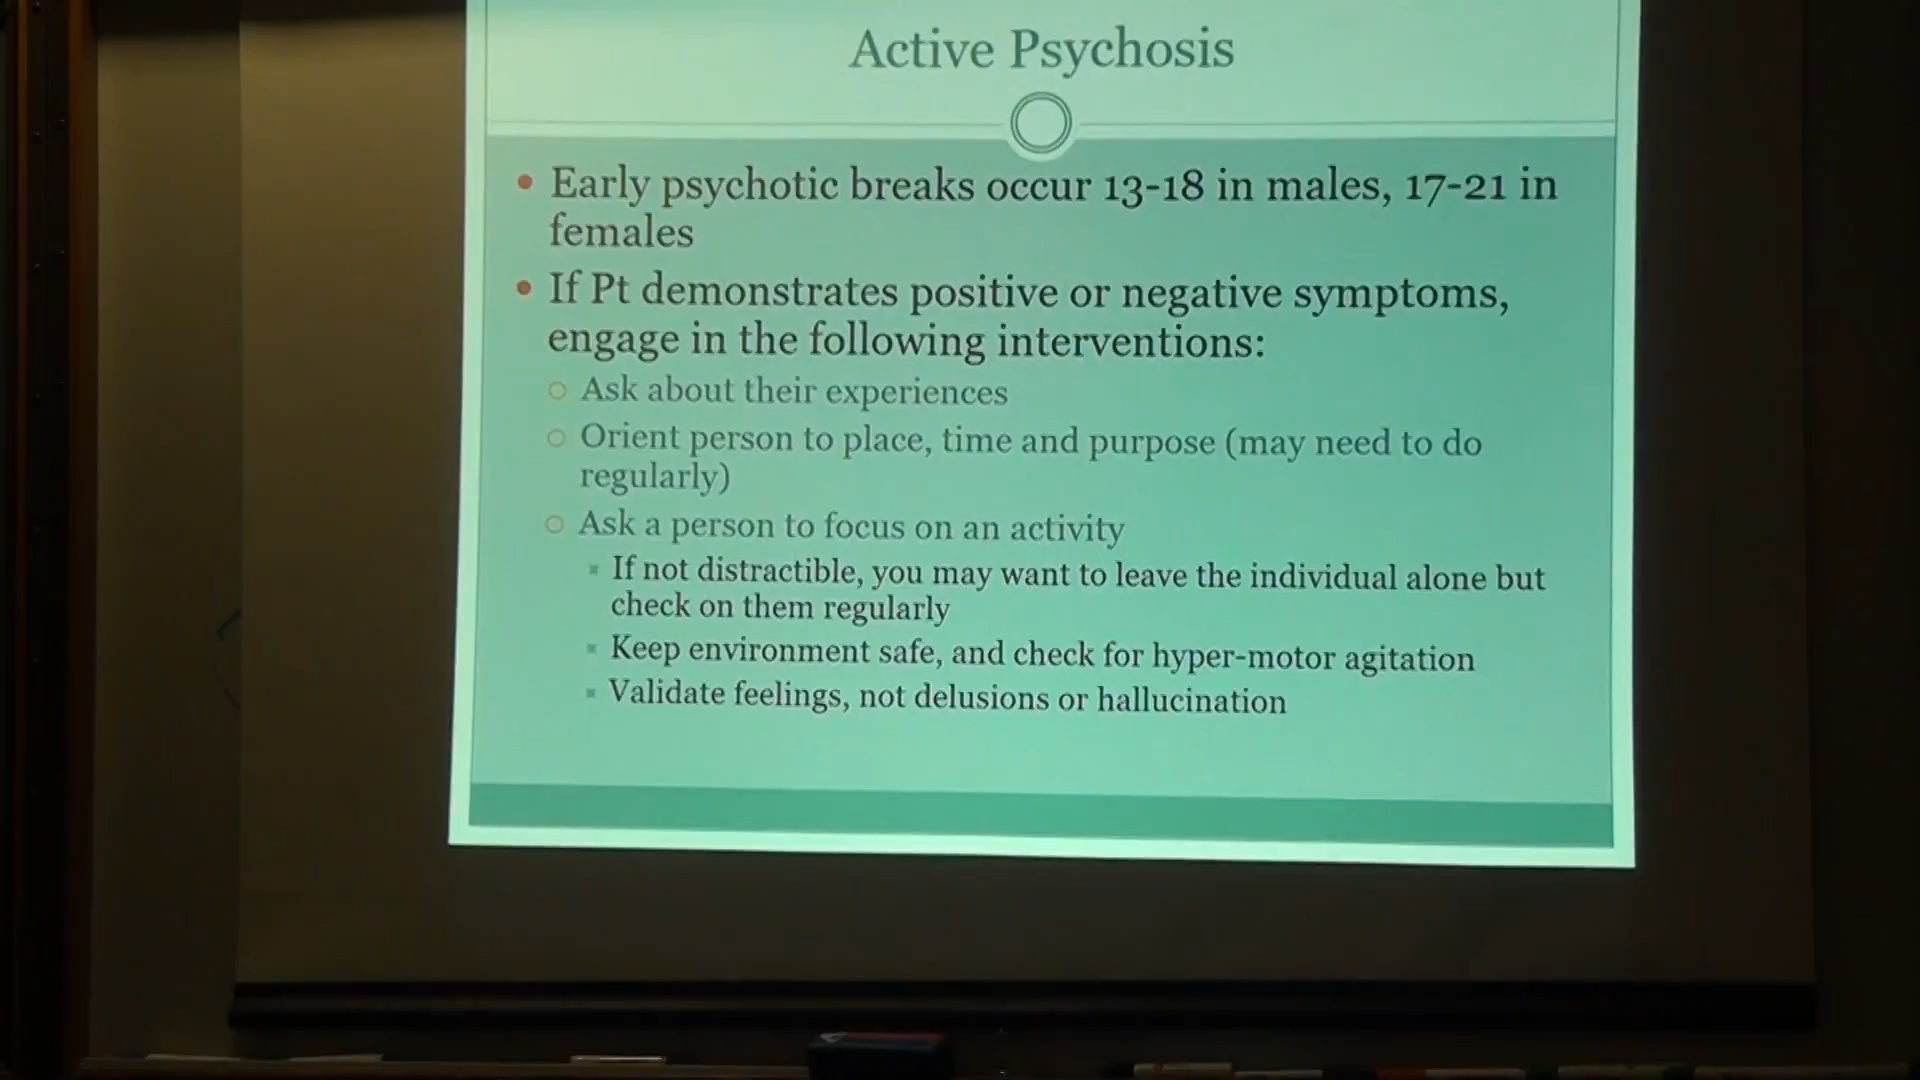 Active Psychosis
• Early psychotic breaks occur 13-18 in males, 17-21 in
females
• If Pt demonstrates positive or negative symptoms,
engage in the following interventions:
○ Ask about their experiences
○ Orient person to place, time and purpose (may need to do
regularly)
○ Ask a person to focus on an activity
▪ If not distractible, you may want to leave the individual alone but
check on them regularly
▪ Keep environment safe, and check for hyper-motor agitation
▪ Validate feelings, not delusions or hallucination